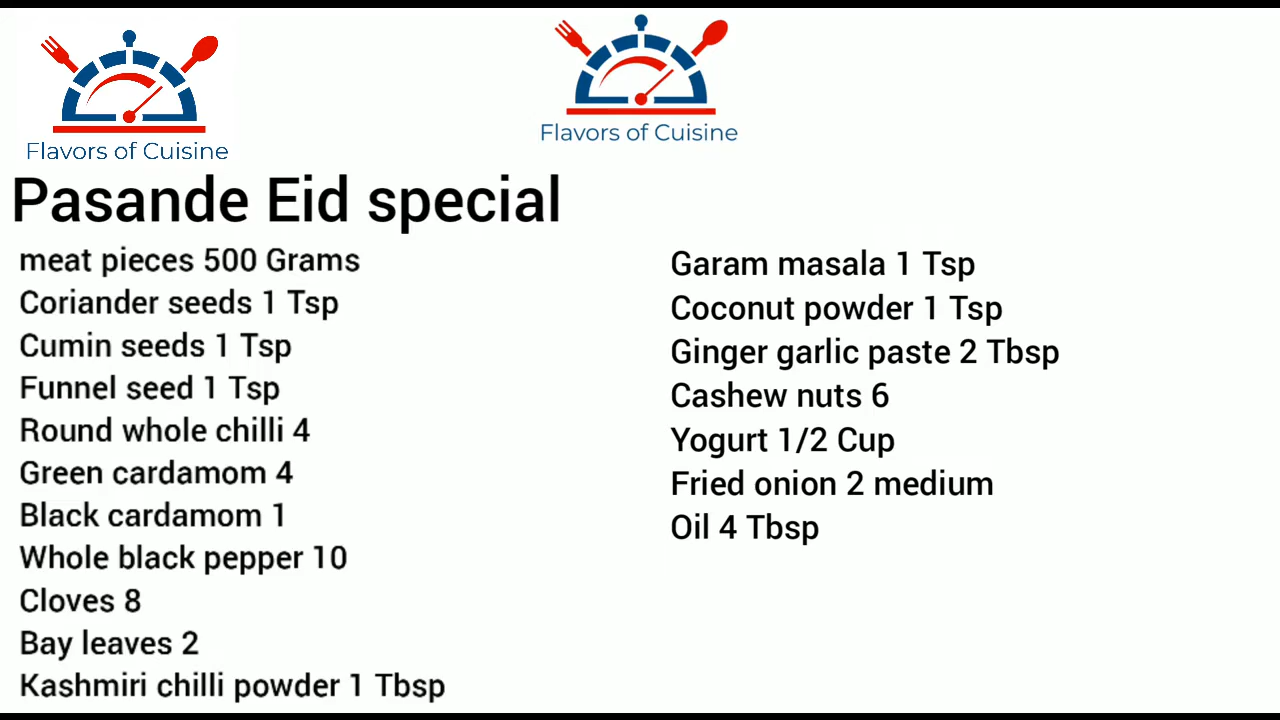 Flavors of Cuisine
Flavors of Cuisine
Pasande Eid special
meat pieces 500 Grams
Coriander seeds 1 Tsp
Cumin seeds 1 Tsp
Funnel seed 1 Tsp
Round whole chilli 4
Green cardamom 4
Black cardamom 1
Whole black pepper 10
Cloves 8
Bay leaves 2
Kashmiri chilli powder 1 Tbsp
Garam masala 1 Tsp
Coconut powder 1 Tsp
Ginger garlic paste 2 Tbsp
Cashew nuts 6
Yogurt 1/2 Cup
Fried onion 2 medium
Oil 4 Tbsp